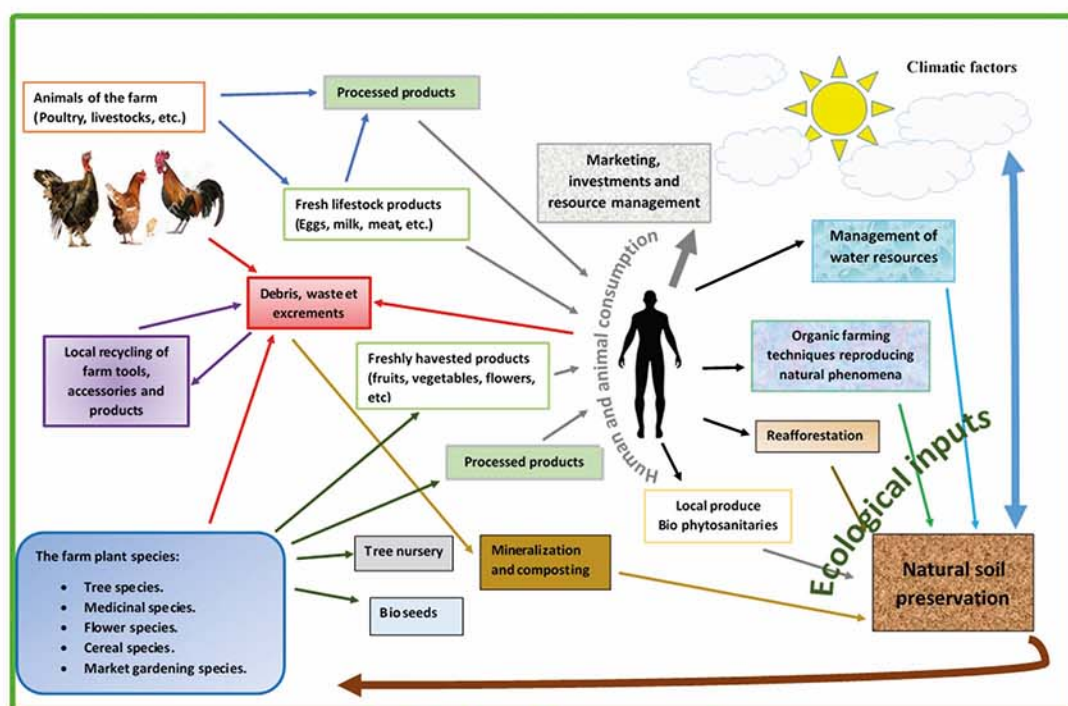 Climatic factors
Animals of the farm
(Poultry, livestocks, etc.)
Processed products
Marketing,
investments and
resource management
Fresh lifestock products
(Eggs, milk, meat, etc.)
Management of
water resources
Debris, waste et
excrements
Human and animal consumption
Local recycling of
farm tools,
accessories and
products
Freshly havested products
(fruits, vegetables, flowers,
etc)
Organic farming
techniques reproducing
natural phenomena
Reafforestation
Processed products
Local produce
Bio phytosanitaries
Ecological inputs
The farm plant species:
• Tree species.
• Medicinal species.
• Flower species.
• Cereal species.
• Market gardening species.
Tree nursery
Mineralization
and composting
Bio seeds
Natural soil
preservation